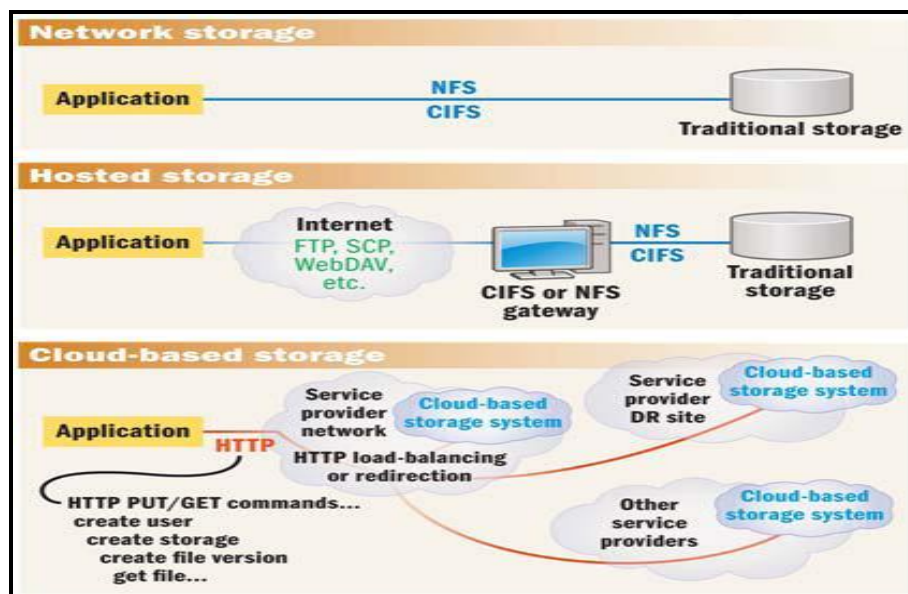 Network storage
Application
NFS
CIFS
Traditional storage
Hosted storage
Application
Internet
FTP, SCP,
WebDAV,
etc.
CIFS or NFS
gateway
NFS
CIFS
Traditional
storage
Cloud-based storage
Application
HTTP
Service
provider
network
Cloud-based
storage system
HTTP load-balancing
or redirection
Service
provider
DR site
Cloud-based
storage system
HTTP PUT/GET commands...
create user
create storage
create file version
get file...
Other
service
providers
Cloud-based
storage system